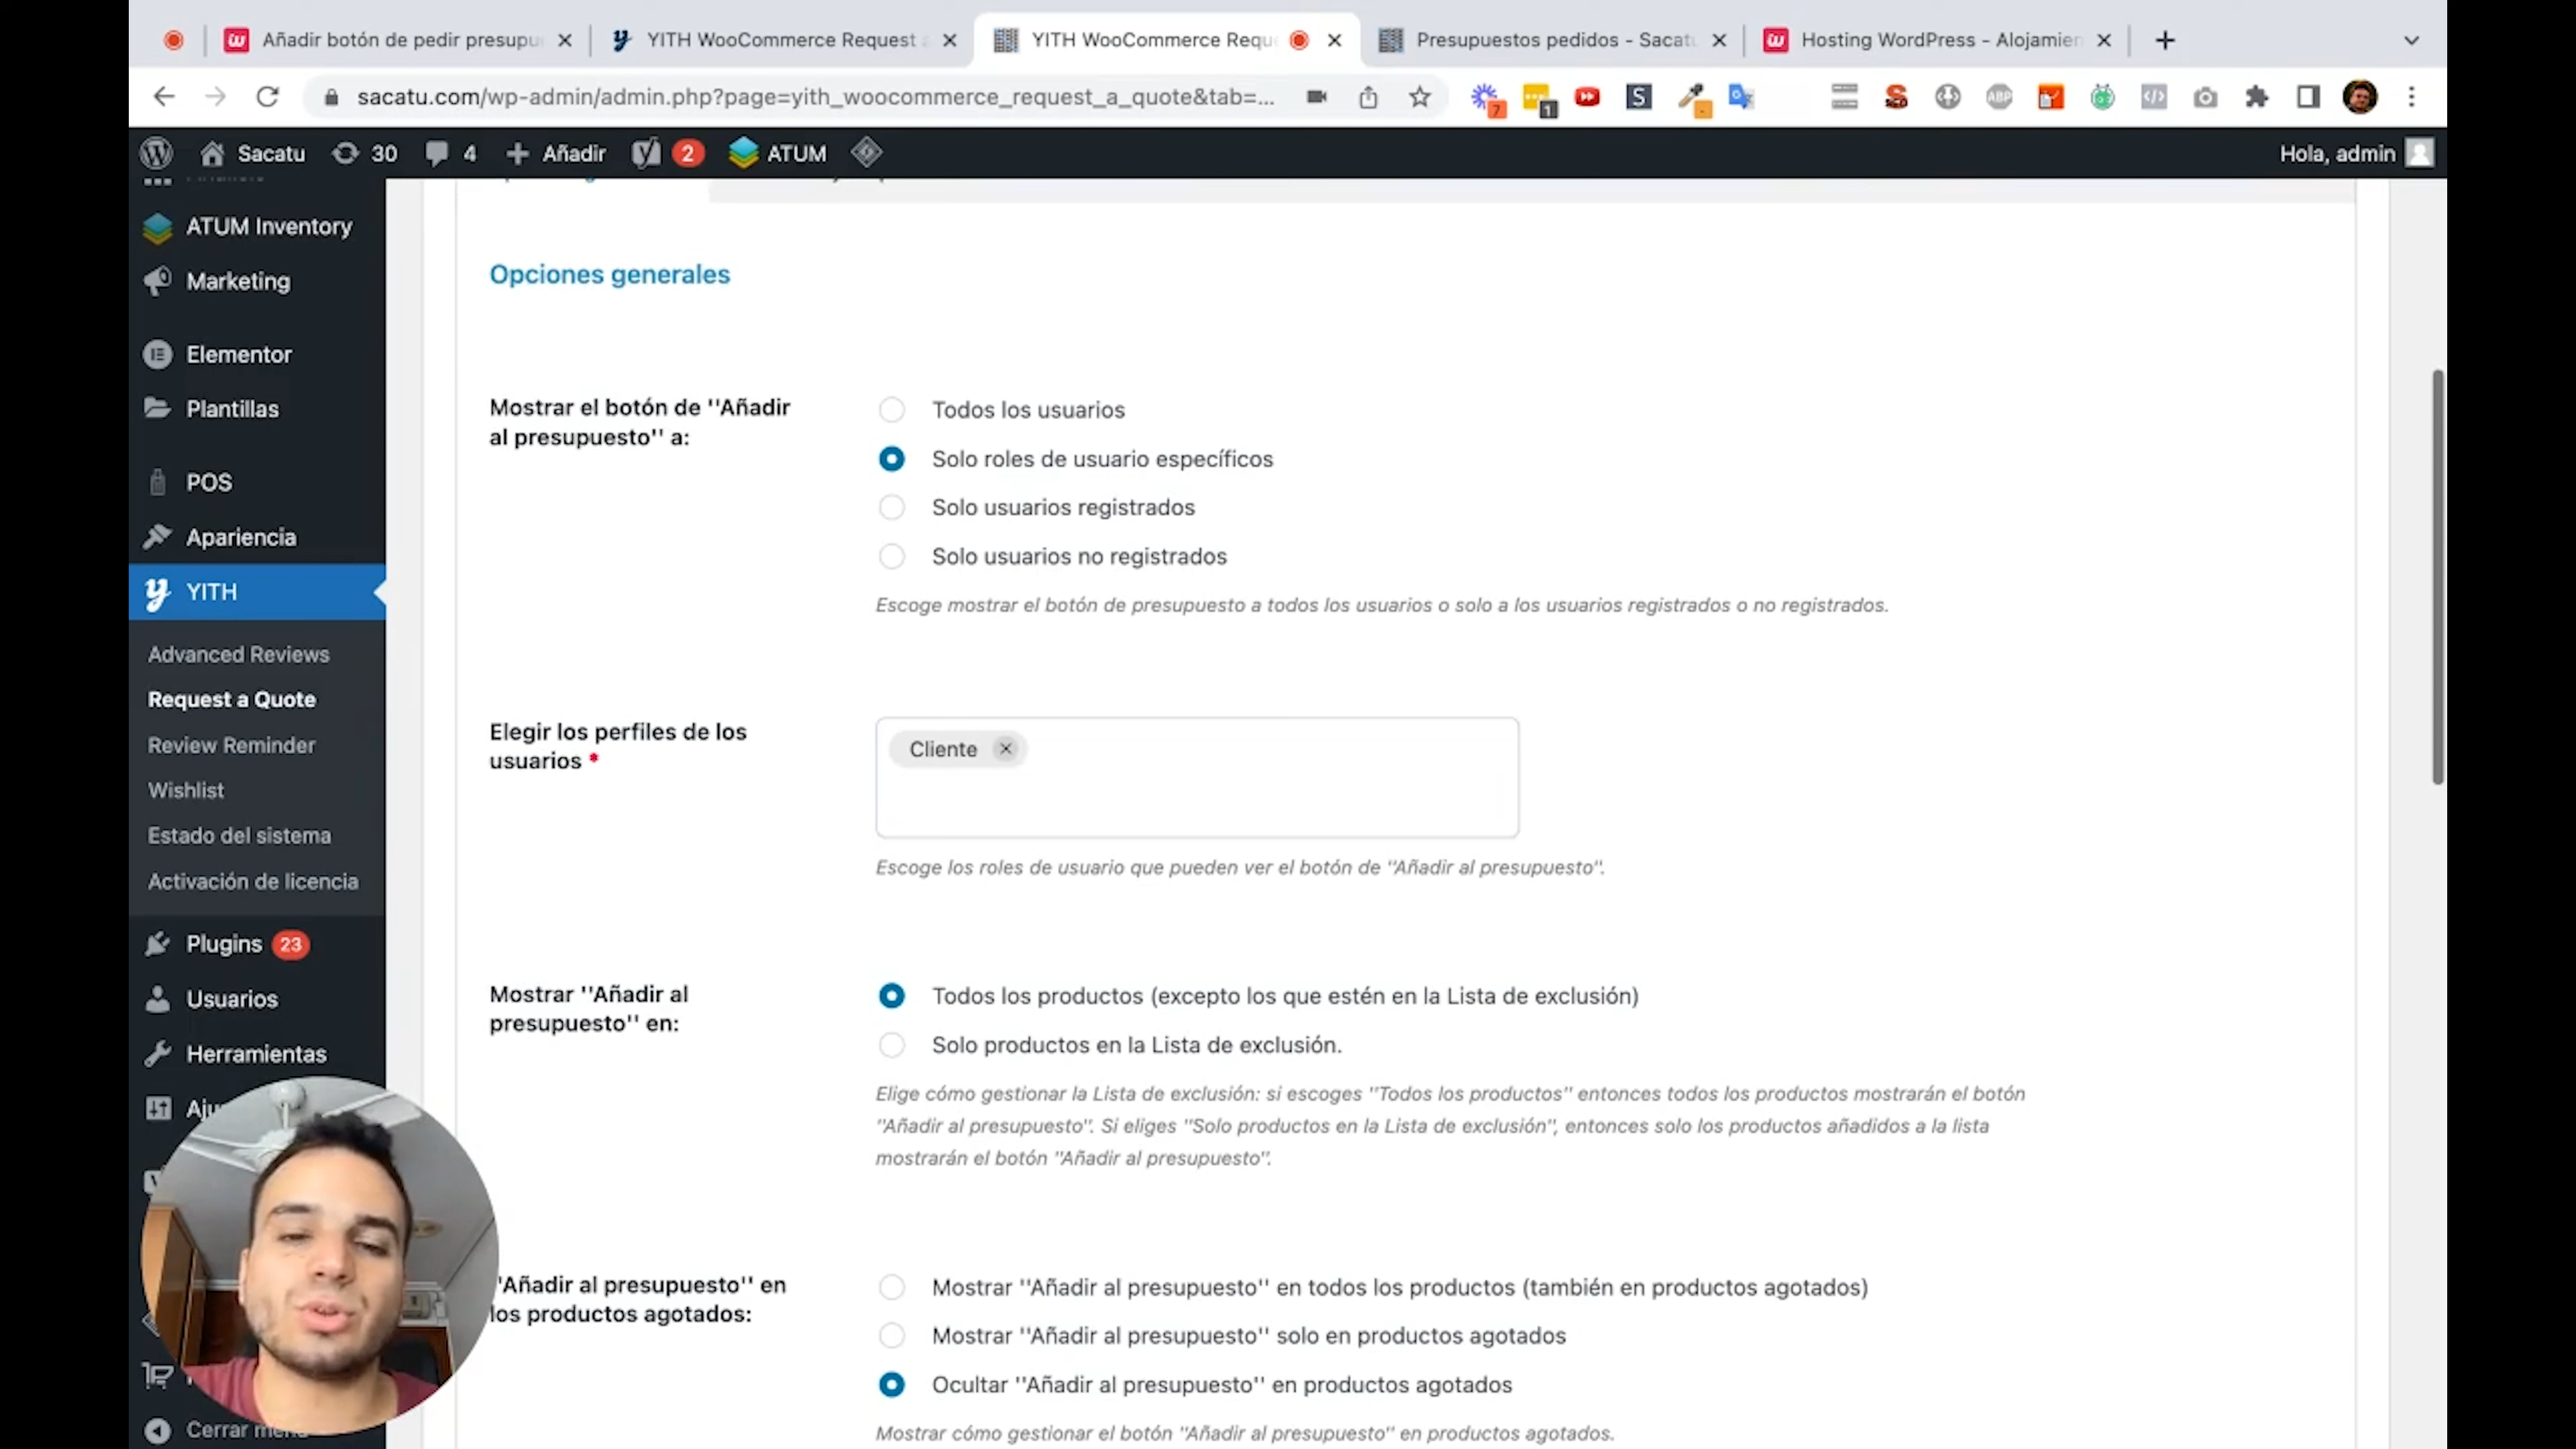 Añadir botón de pedir presupu
YITH WooCommerce Request a
YITH WooCommerce Requ
Presupuestos pedidos - Sacatu
Hosting WordPress - Alojamien
sacatu.com/wp-admin/admin.php?page=yith_woocommerce_request_a_quote&tab=...
7
1
S
ABP
Sacatu
30
4
Añadir
2
ATUM
Hola, admin
ATUM Inventory
Marketing
Elementor
Plantillas
POS
Apariencia
YITH
Advanced Reviews
Request a Quote
Review Reminder
Wishlist
Estado del sistema
Activación de licencia
Plugins 23
Usuarios
Herramientas
Aju
Cerrar menú
Opciones generales
Mostrar el botón de "Añadir
al presupuesto" a:
Todos los usuarios
Solo roles de usuario específicos
Solo usuarios registrados
Solo usuarios no registrados
Escoge mostrar el botón de presupuesto a todos los usuarios o solo a los usuarios registrados o no registrados.
Elegir los perfiles de los
usuarios *
Cliente
Escoge los roles de usuario que pueden ver el botón de "Añadir al presupuesto".
Mostrar "Añadir al
presupuesto" en:
Todos los productos (excepto los que estén en la Lista de exclusión)
Solo productos en la Lista de exclusión.
Elige cómo gestionar la Lista de exclusión: si escoges "Todos los productos" entonces todos los productos mostrarán el botón
"Añadir al presupuesto". Si eliges "Solo productos en la Lista de exclusión", entonces solo los productos añadidos a la lista
mostrarán el botón "Añadir al presupuesto".
"Añadir al presupuesto" en
los productos agotados:
Mostrar "Añadir al presupuesto" en todos los productos (también en productos agotados)
Mostrar "Añadir al presupuesto" solo en productos agotados
Ocultar "Añadir al presupuesto" en productos agotados
Mostrar cómo gestionar el botón "Añadir al presupuesto" en productos agotados.